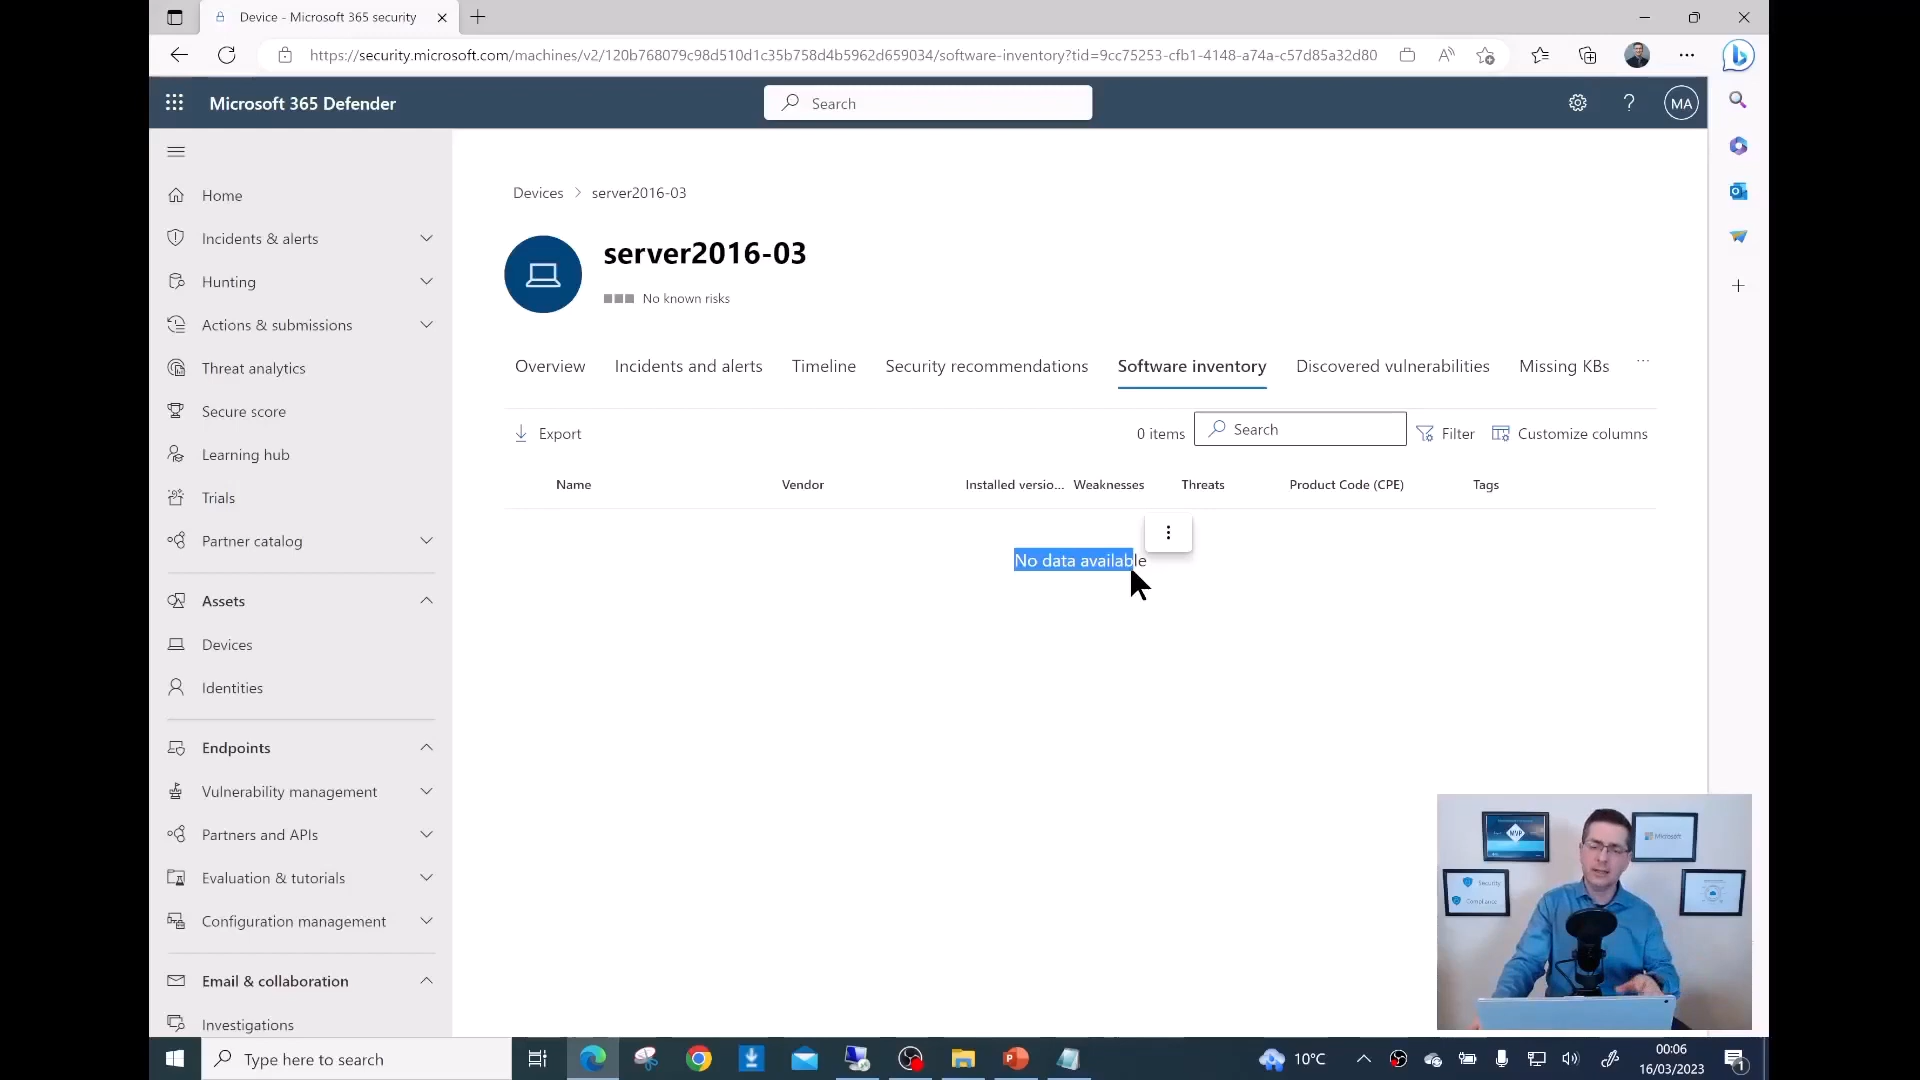 Device - Microsoft 365 security
https://security.microsoft.com/machines/v2/120b768079c98d510d1c35b758d4b5962d659034/software-inventory?tid=9cc75253-cfb1-4148-a74a-c57d85a32d80
Microsoft 365 Defender
Search
MA
Home
Incidents & alerts
Hunting
Actions & submissions
Threat analytics
Secure score
Learning hub
Trials
Partner catalog
Assets
Devices
Identities
Endpoints
Vulnerability management
Partners and APIs
Evaluation & tutorials
Configuration management
Email & collaboration
Investigations
Devices > server2016-03
server2016-03
No known risks
Overview Incidents and alerts Timeline Security recommendations Software inventory Discovered vulnerabilities Missing KBs ...
Export 0 items Search Filter Customize columns
Name Vendor Installed versio... Weaknesses Threats Product Code (CPE) Tags
No data available
MVP
Microsoft
Security
Compliance
Type here to search
10°C
00:06
16/03/2023
1